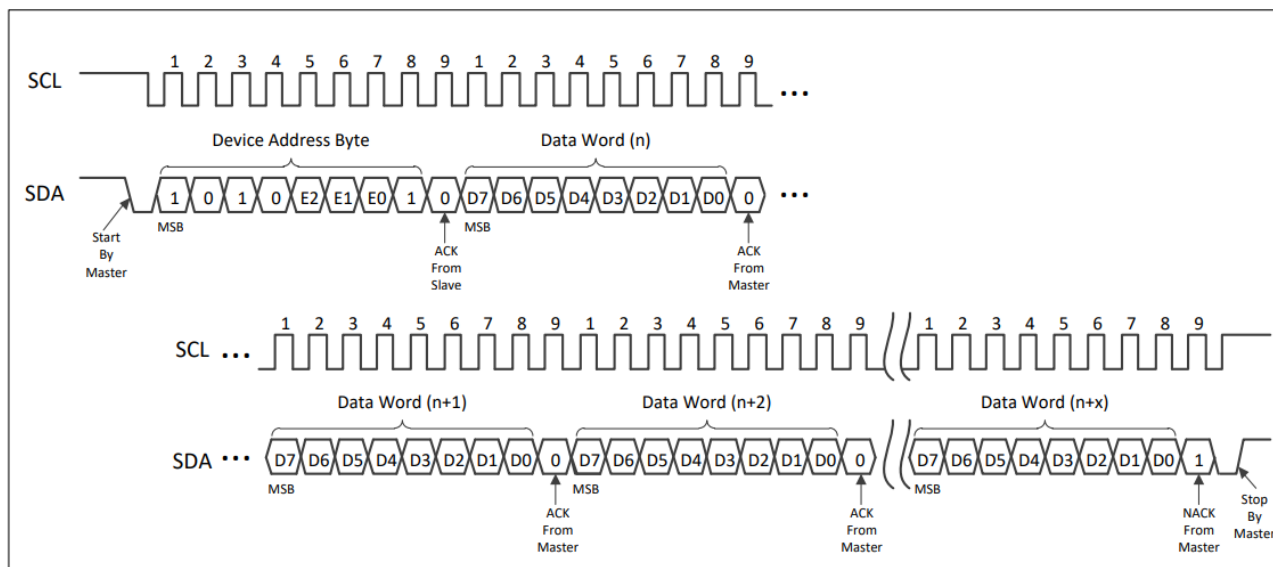 1 2 3 4 5 6 7 8 9 1 2 3 4 5 6 7 8 9
SCL ...
Device Address Byte Data Word (n)
SDA 1 0 1 0 E2 E1 E0 1 0 D7 D6 D5 D4 D3 D2 D1 D0 0 ...
MSB MSB
Start
By
Master
ACK
From
Slave
ACK
From
Master
1 2 3 4 5 6 7 8 9 1 2 3 4 5 6 7 8 9 1 2 3 4 5 6 7 8 9
SCL ...
Data Word (n+1) Data Word (n+2) Data Word (n+x)
SDA ... D7 D6 D5 D4 D3 D2 D1 D0 0 D7 D6 D5 D4 D3 D2 D1 D0 0 D7 D6 D5 D4 D3 D2 D1 D0 1
MSB MSB MSB
ACK
From
Master
ACK
From
Master
NACK
From
Master
Stop
By
Master